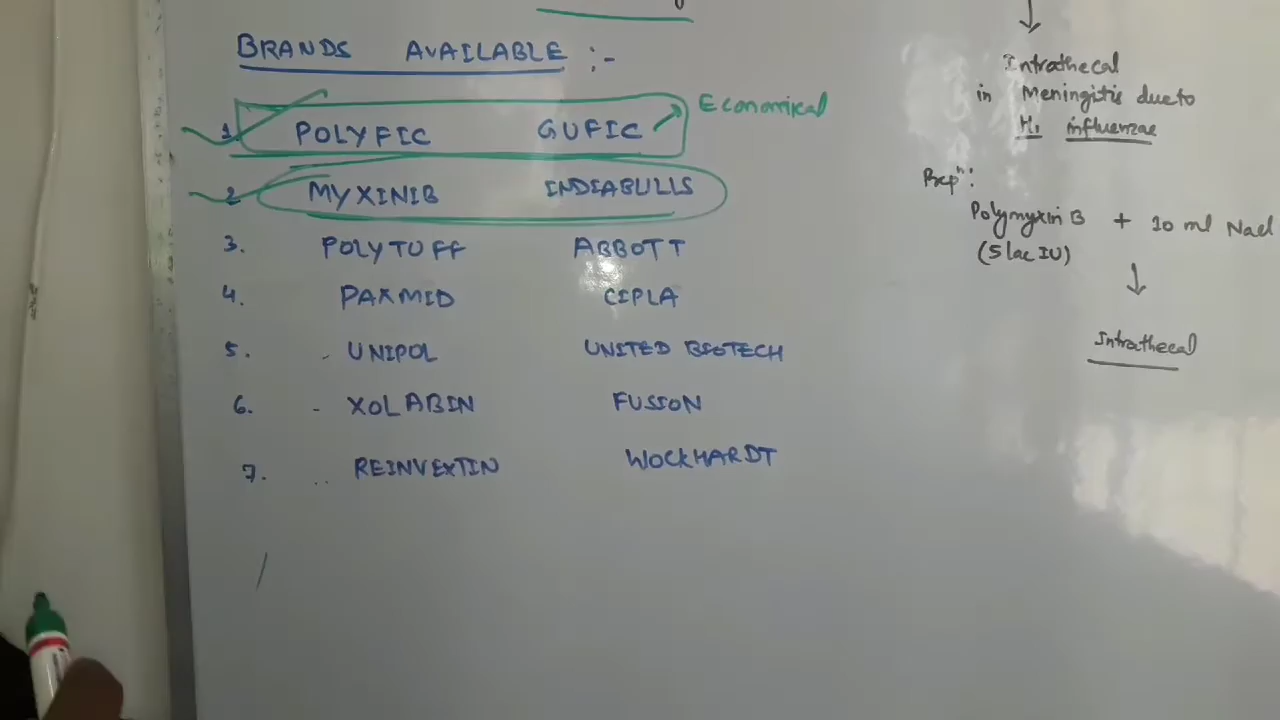 BRANDS AVAILABLE :-
1. POLYFIC GUFIC Economical
2. MYXINIB INDIABULLS
3. POLYTUFF ABBOTT
4. PAXMID CIPLA
5. UNIPOL UNITED BIOTECH
6. XOLABIN FUSION
7. REINVEXTIN WOCKHARDT
Intrathecal
in Meningitis due to
H. influenzae
Prepⁿ:
Polymyxin B + 10 ml Nacl
(5 lac IU)
Intrathecal